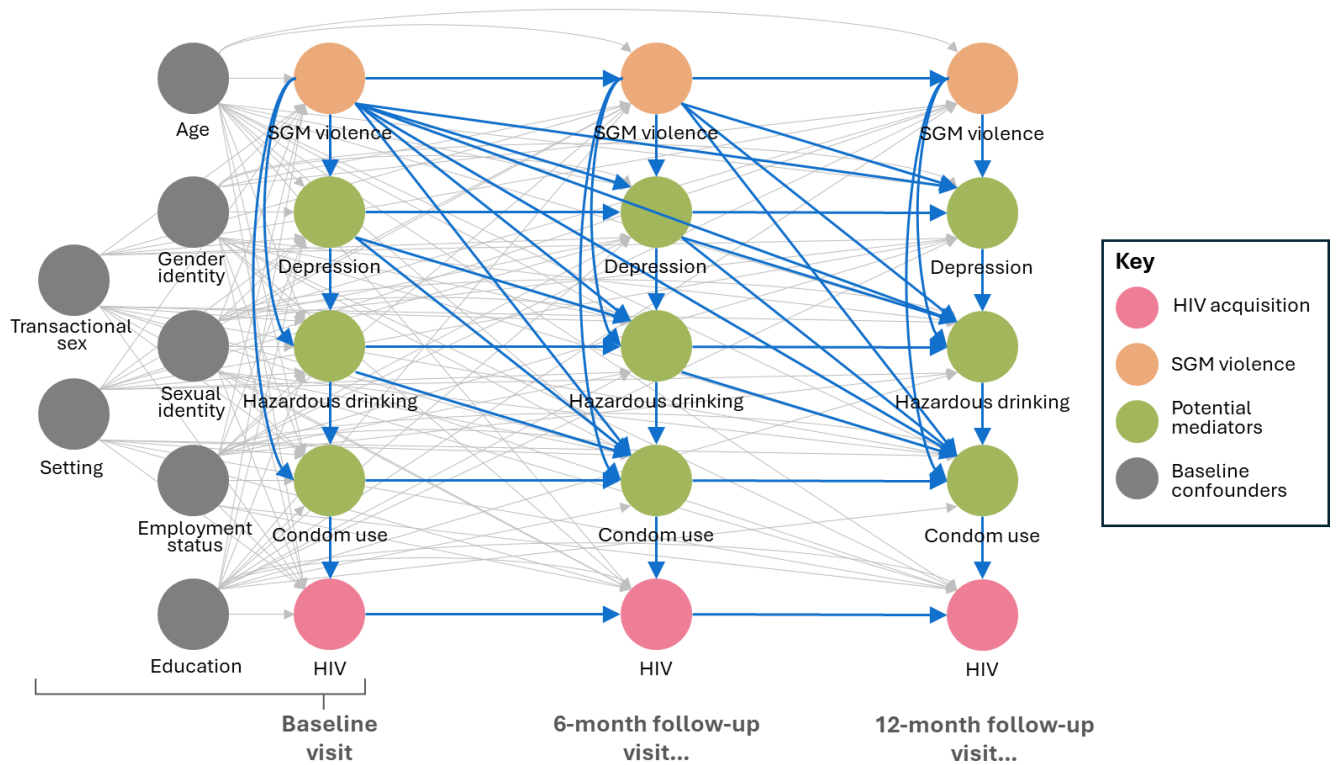 Age
SGM violence
SGM violence
SGM violence
Gender
identity
Depression
Depression
Depression
Transactional
sex
Sexual
identity
Hazardous drinking
Hazardous drinking
Hazardous drinking
Setting
Employment
status
Condom use
Condom use
Condom use
Education
HIV
HIV
HIV
Baseline
visit
6-month follow-up
visit...
12-month follow-up
visit...
Key
HIV acquisition
SGM violence
Potential
mediators
Baseline
confounders